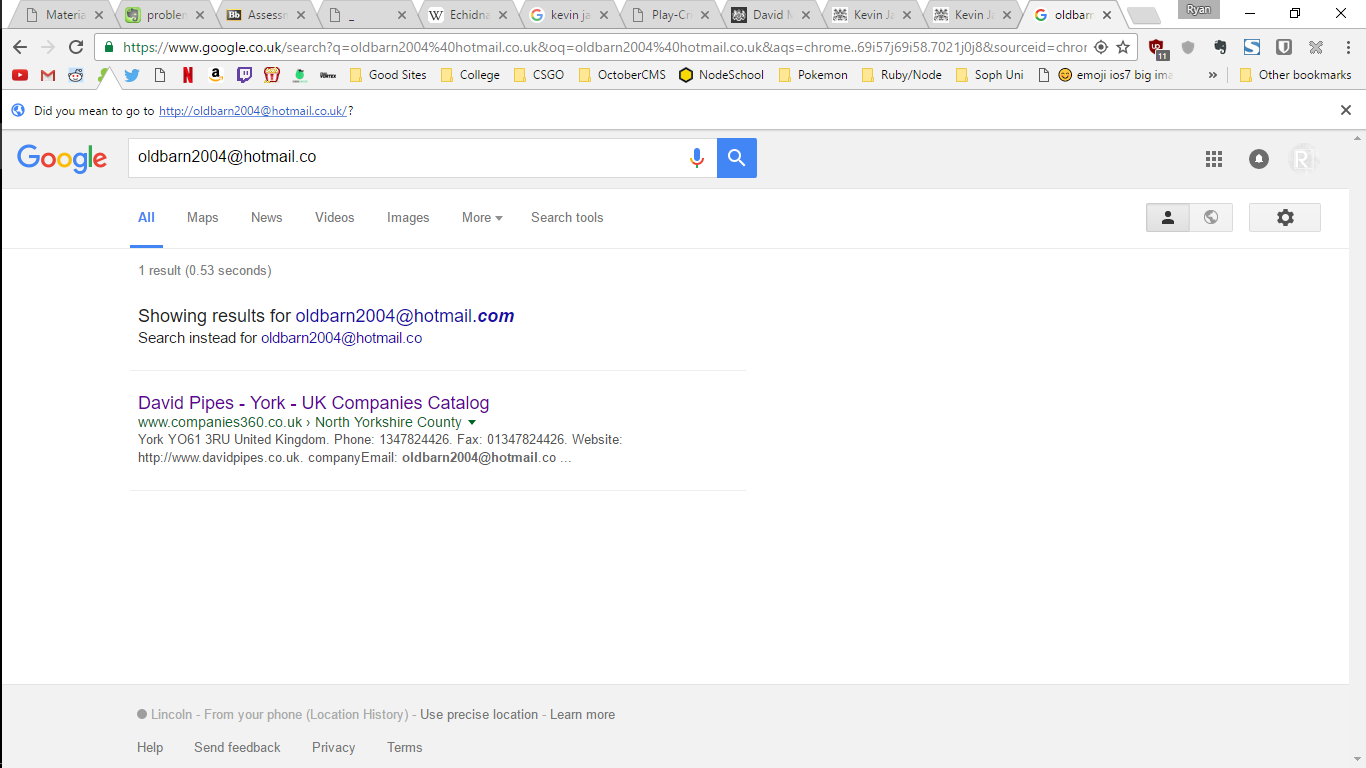 Materia
problen
Assessn
_
Echidna
kevin ja
Play-Cr
David M
Kevin Ja
Kevin Ja
oldbarn
Ryan
https://www.google.co.uk/search?q=oldbarn2004%40hotmail.co.uk&oq=oldbarn2004%40hotmail.co.uk&aqs=chrome..69i57j69i58.7021j0j8&sourceid=chror
11
Good Sites
College
CSGO
OctoberCMS
NodeSchool
Pokemon
Ruby/Node
Soph Uni
emoji ios7 big ima
»
Other bookmarks
Did you mean to go to http://oldbarn2004@hotmail.co.uk/?
Google
oldbarn2004@hotmail.co
R
All Maps News Videos Images More Search tools
1 result (0.53 seconds)
Showing results for oldbarn2004@hotmail.com
Search instead for oldbarn2004@hotmail.co
David Pipes - York - UK Companies Catalog
www.companies360.co.uk › North Yorkshire County
York YO61 3RU United Kingdom. Phone: 1347824426. Fax: 01347824426. Website:
http://www.davidpipes.co.uk. companyEmail: oldbarn2004@hotmail.co ...
Lincoln - From your phone (Location History) - Use precise location - Learn more
Help Send feedback Privacy Terms